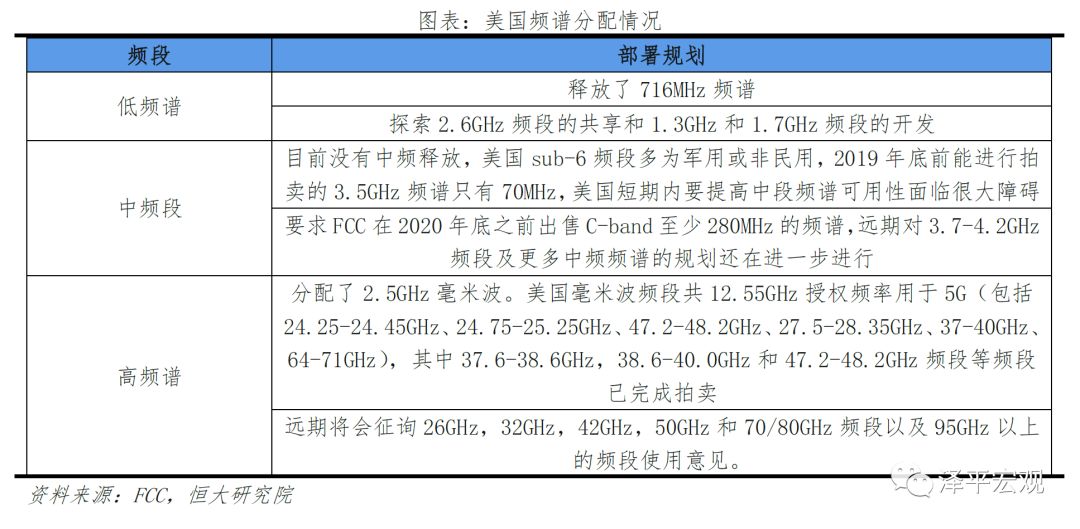 图表：美国频谱分配情况
频段
部署规划
低频谱
释放了 716MHz 频谱
探索 2.6GHz 频段的共享和 1.3GHz 和 1.7GHz 频段的开发
中频段
目前没有中频释放，美国 sub-6 频段多为军用或非民用，2019 年底前能进行拍
卖的 3.5GHz 频谱只有 70MHz，美国短期内要提高中段频谱可用性面临很大障碍
要求 FCC 在 2020 年底之前出售 C-band 至少 280MHz 的频谱，远期对 3.7-4.2GHz
频段及更多中频频谱的规划还在进一步进行
高频谱
分配了 2.5GHz 毫米波。美国毫米波频段共 12.55GHz 授权频率用于 5G（包括
24.25-24.45GHz、24.75-25.25GHz、47.2-48.2GHz、27.5-28.35GHz、37-40GHz、
64-71GHz），其中 37.6-38.6GHz，38.6-40.0GHz 和 47.2-48.2GHz 频段等频段
已完成拍卖
远期将会征询 26GHz，32GHz，42GHz，50GHz 和 70/80GHz 频段以及 95GHz 以上
的频段使用意见。
资料来源：FCC，恒大研究院
泽平宏观